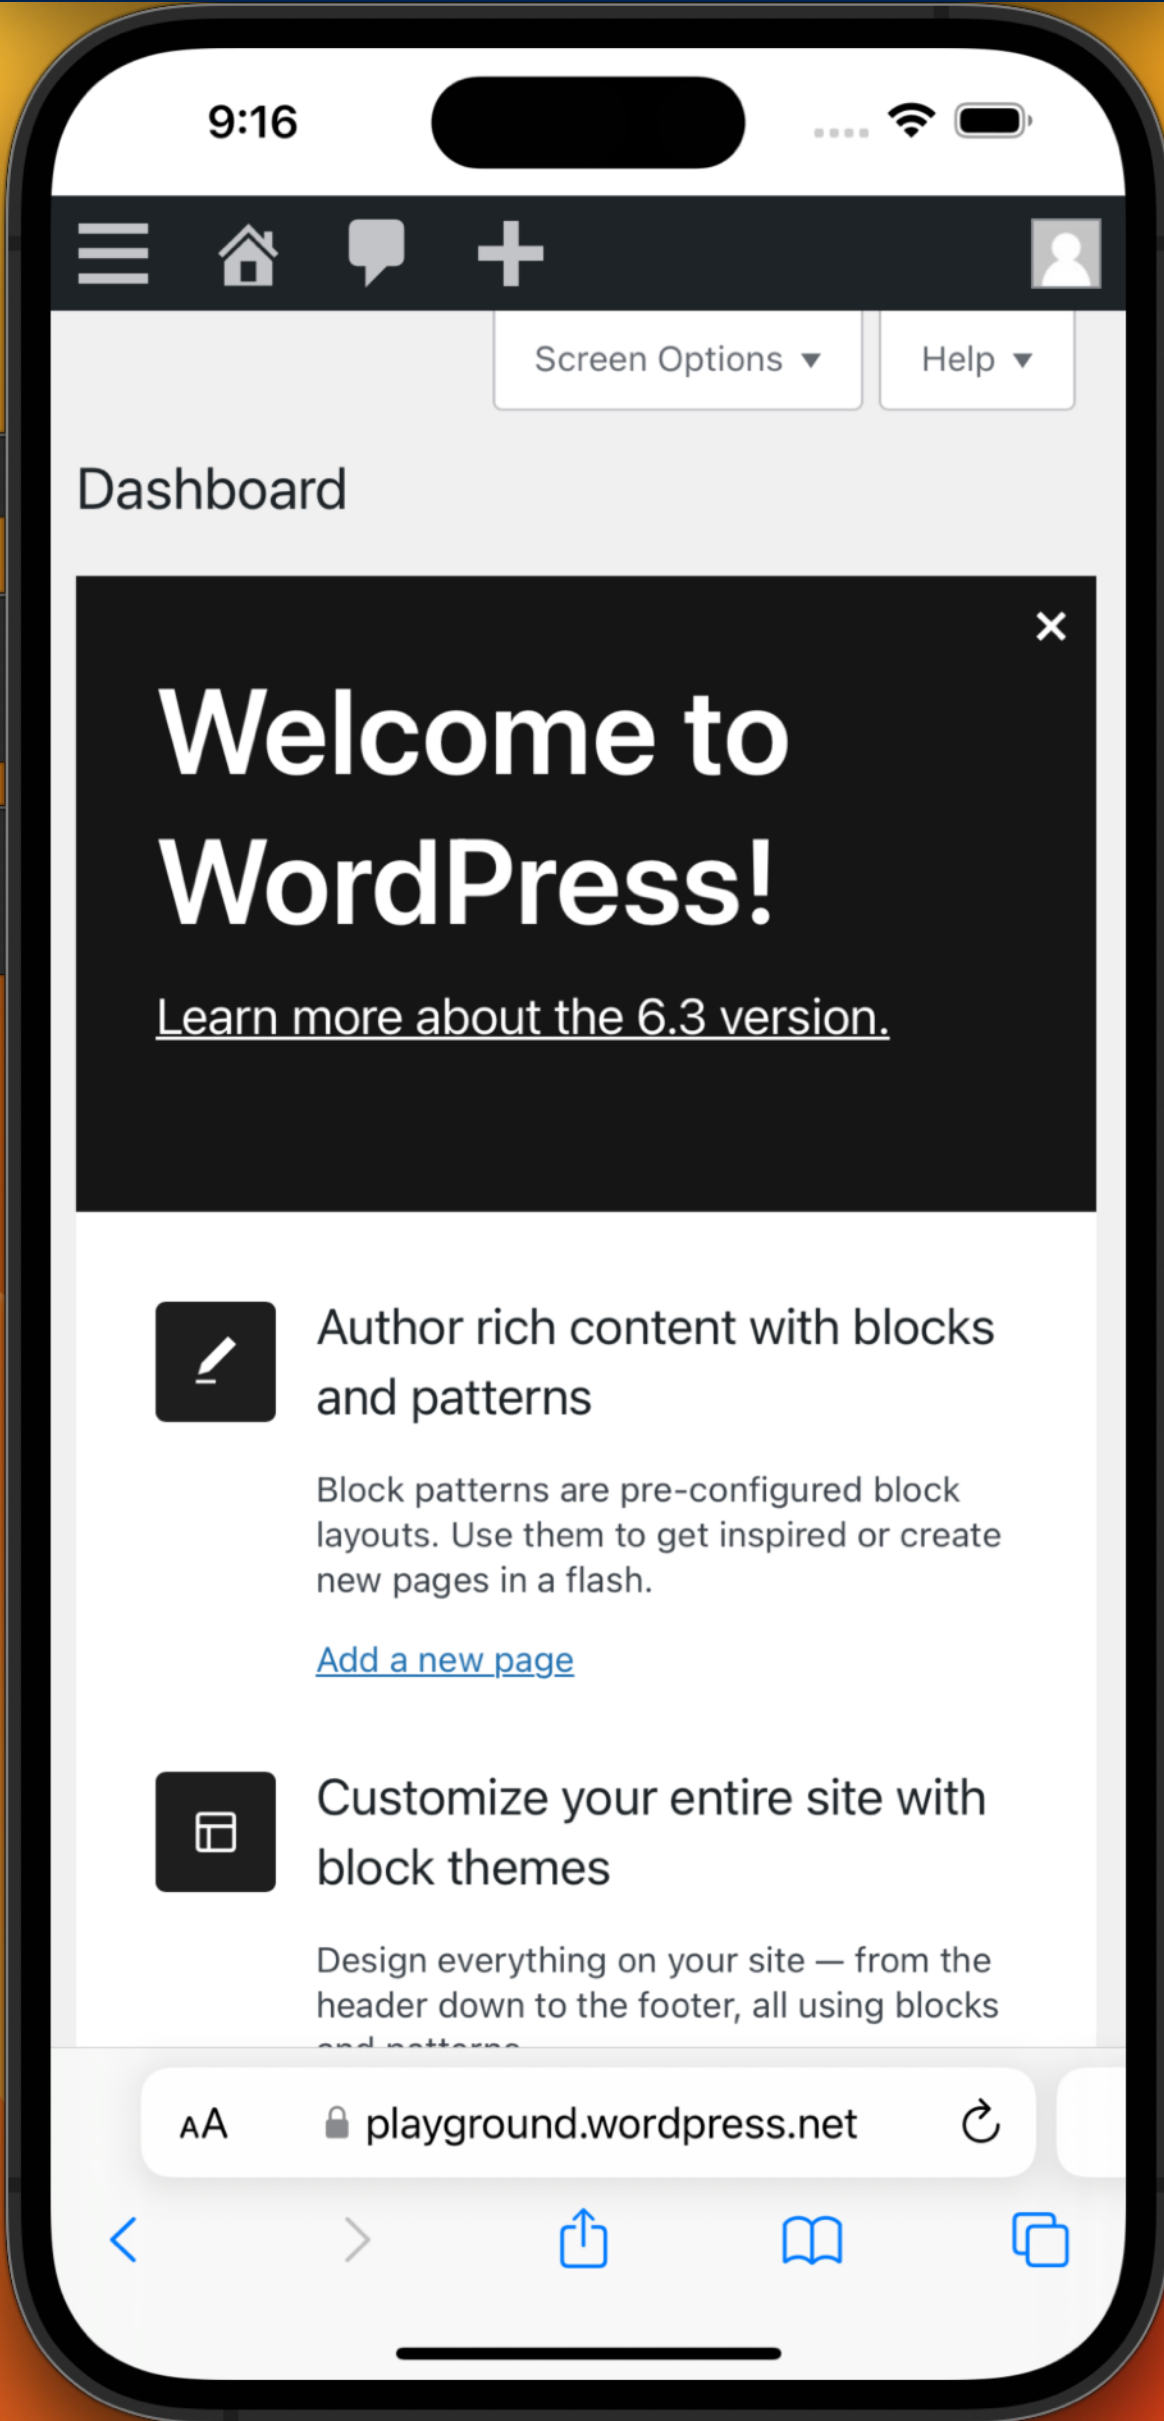 9:16
Screen Options ▼
Help ▼
Dashboard
Welcome to
WordPress!
Learn more about the 6.3 version.
Author rich content with blocks
and patterns
Block patterns are pre-configured block
layouts. Use them to get inspired or create
new pages in a flash.
Add a new page
Customize your entire site with
block themes
Design everything on your site — from the
header down to the footer, all using blocks
and patterns.
AA
playground.wordpress.net